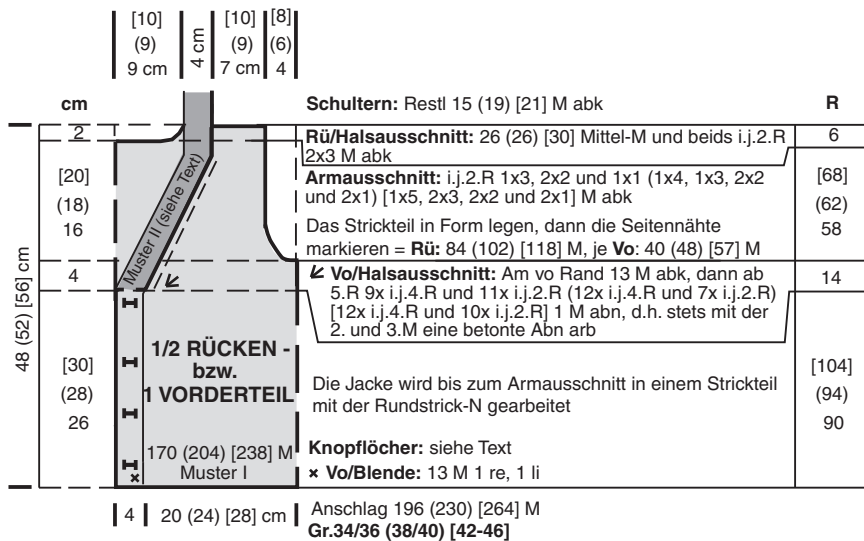 [10] [10] [8]
(9) 4 cm (9) (6)
9 cm 7 cm 4
cm Schultern: Restl 15 (19) [21] M abk R
2 Rü/Halsausschnitt: 26 (26) [30] Mittel-M und beids i.j.2.R 6
2x3 M abk
[20] Armausschnitt: i.j.2.R 1x3, 2x2 und 1x1 (1x4, 1x3, 2x2 [68]
(18) und 2x1) [1x5, 2x3, 2x2 und 2x1] M abk (62)
16 Das Strickteil in Form legen, dann die Seitennähte 58
markieren = Rü: 84 (102) [118] M, je Vo: 40 (48) [57] M
Muster II (siehe Text)
4 Vo/Halsausschnitt: Am vo Rand 13 M abk, dann ab 14
5.R 9x i.j.4.R und 11x i.j.2.R (12x i.j.4.R und 7x i.j.2.R)
[12x i.j.4.R und 10x i.j.2.R] 1 M abn, d.h. stets mit der
2. und 3.M eine betonte Abn arb
48 (52) [56] cm
1/2 RÜCKEN -
bzw.
1 VORDERTEIL
[30] Die Jacke wird bis zum Armausschnitt in einem Strickteil [104]
(28) mit der Rundstrick-N gearbeitet (94)
26 90
170 (204) [238] M Knopflöcher: siehe Text
Muster I × Vo/Blende: 13 M 1 re, 1 li
×
4 20 (24) [28] cm Anschlag 196 (230) [264] M
Gr.34/36 (38/40) [42-46]